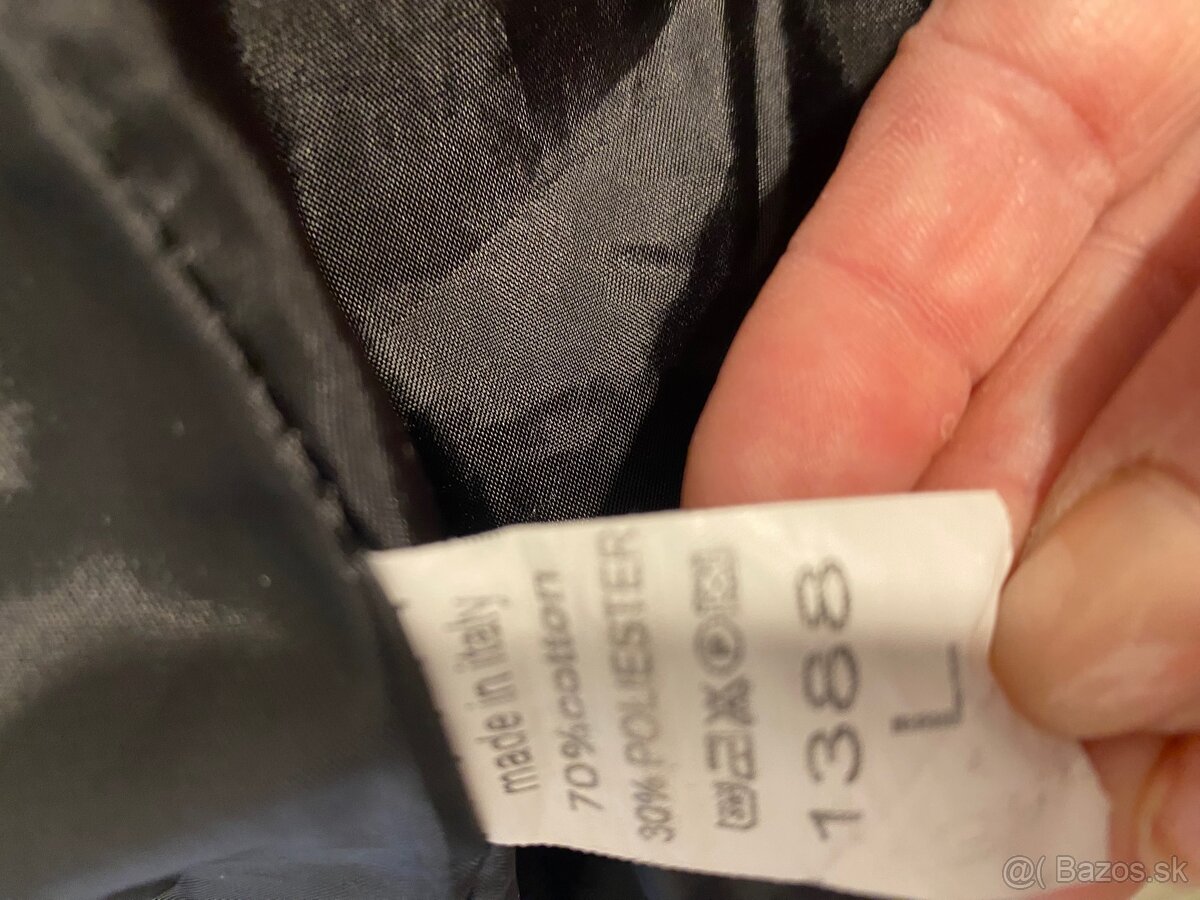 made in italy
70%cotton
30% POLIESTER
1388
L
@( Bazos.sk